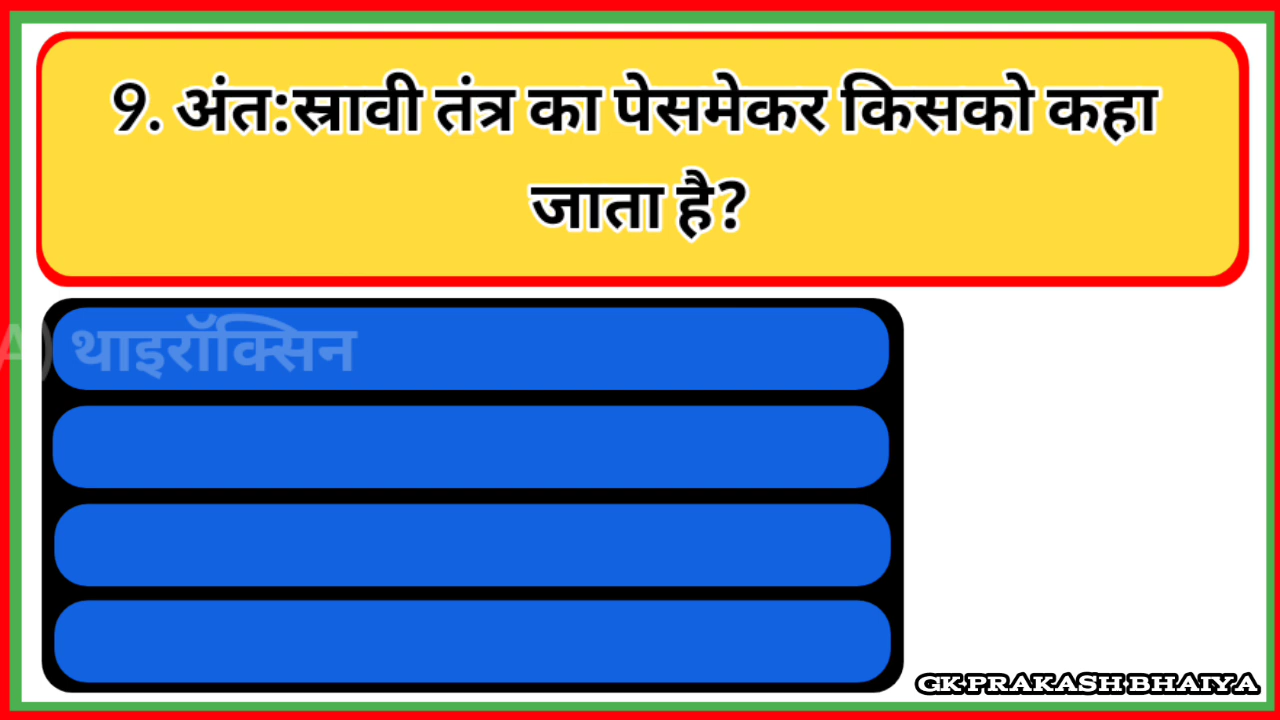 9. अंत:स्रावी तंत्र का पेसमेकर किसको कहा
जाता है?
A) थाइरॉक्सिन
GK PRAKASH BHAIYA